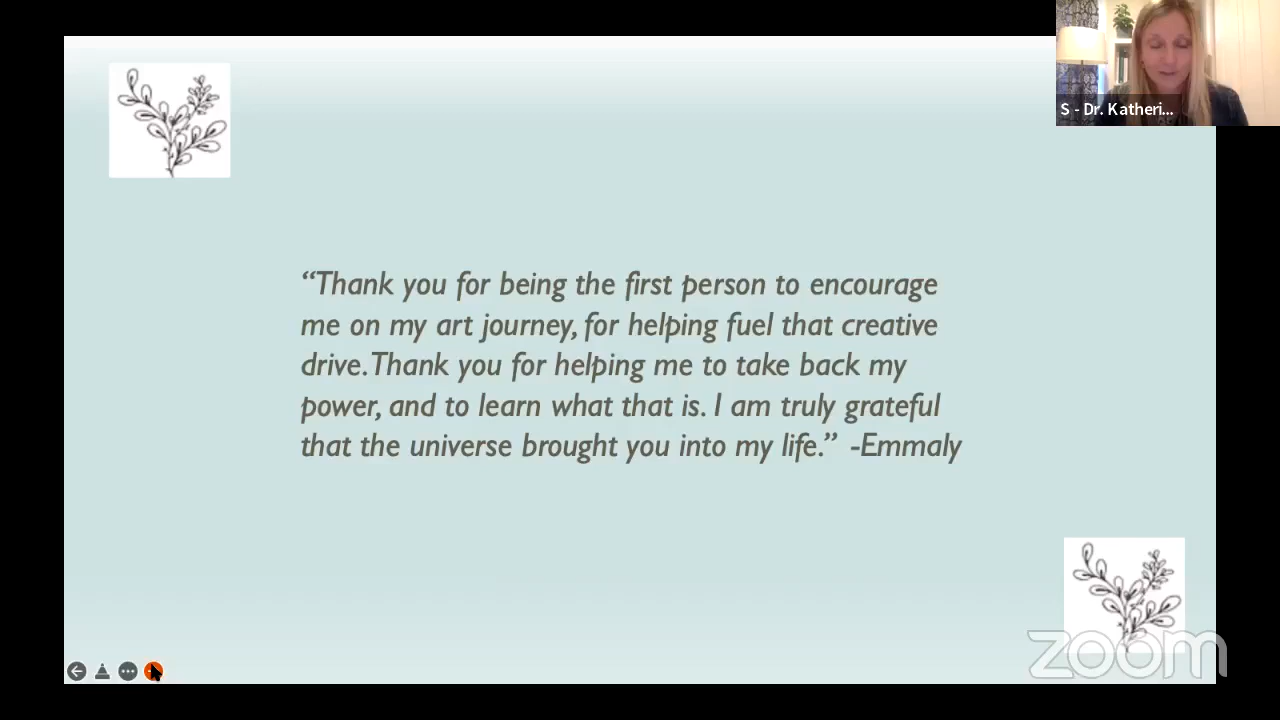 S - Dr. Katheri...
“Thank you for being the first person to encourage
me on my art journey, for helping fuel that creative
drive. Thank you for helping me to take back my
power, and to learn what that is. I am truly grateful
that the universe brought you into my life.” -Emmaly
zoom